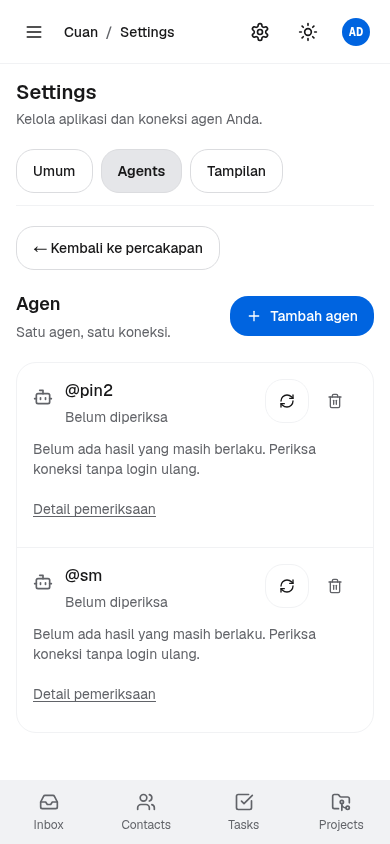 Cuan / Settings
AD
Settings
Kelola aplikasi dan koneksi agen Anda.
Umum
Agents
Tampilan
← Kembali ke percakapan
Agen
Satu agen, satu koneksi.
+ Tambah agen
@pin2
Belum diperiksa
Belum ada hasil yang masih berlaku. Periksa
koneksi tanpa login ulang.
Detail pemeriksaan
@sm
Belum diperiksa
Belum ada hasil yang masih berlaku. Periksa
koneksi tanpa login ulang.
Detail pemeriksaan
Inbox
Contacts
Tasks
Projects